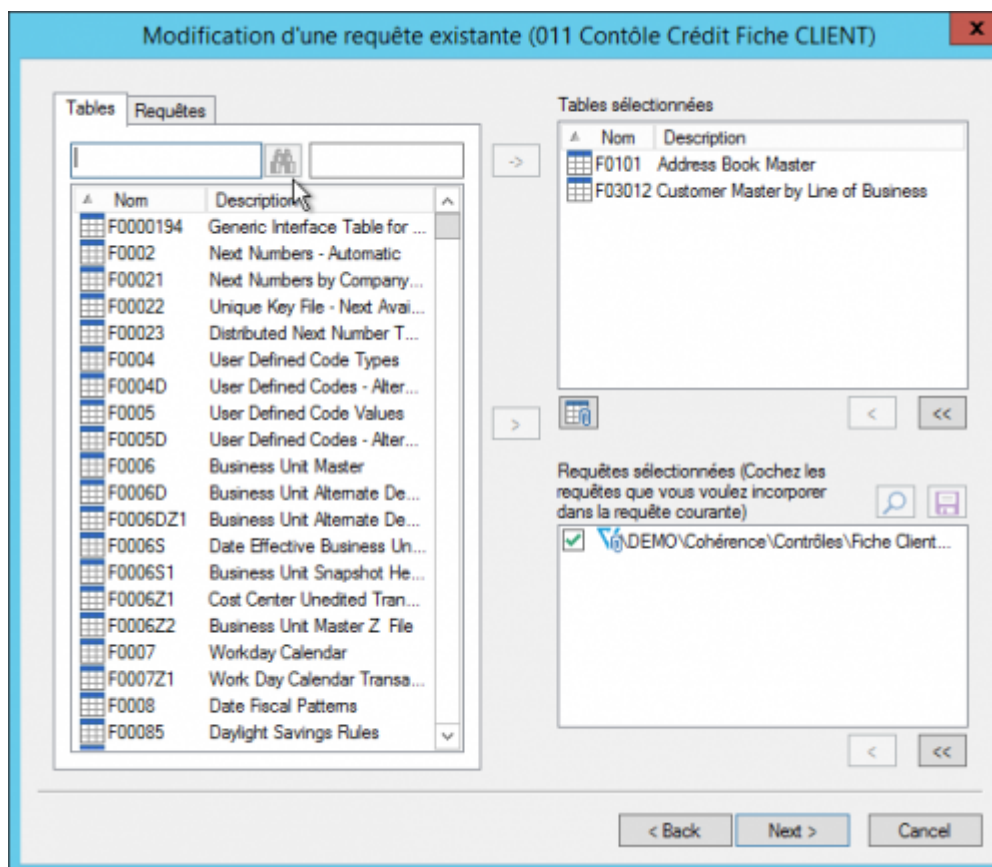 Modification d'une requête existante (011 Contôle Crédit Fiche CLIENT)
x
Tables Requêtes
Nom Description
F0000194 Generic Interface Table for ...
F0002 Next Numbers - Automatic
F00021 Next Numbers by Company...
F00022 Unique Key File - Next Avai...
F00023 Distributed Next Number T...
F0004 User Defined Code Types
F0004D User Defined Codes - Alter...
F0005 User Defined Code Values
F0005D User Defined Codes - Alter...
F0006 Business Unit Master
F0006D Business Unit Alternate De...
F0006DZ1 Business Unit Alternate De...
F0006S Date Effective Business Un...
F0006S1 Business Unit Snapshot He...
F0006Z1 Cost Center Unedited Tran...
F0006Z2 Business Unit Master Z File
F0007 Workday Calendar
F0007Z1 Work Day Calendar Transa...
F0008 Date Fiscal Patterns
F00085 Daylight Savings Rules
->
>
Tables sélectionnées
Nom Description
F0101 Address Book Master
F03012 Customer Master by Line of Business
< <<
Requêtes sélectionnées (Cochez les
requêtes que vous voulez incorporer
dans la requête courante)
\DEMO\Cohérence\Contrôles\Fiche Client...
< <<
< Back Next > Cancel